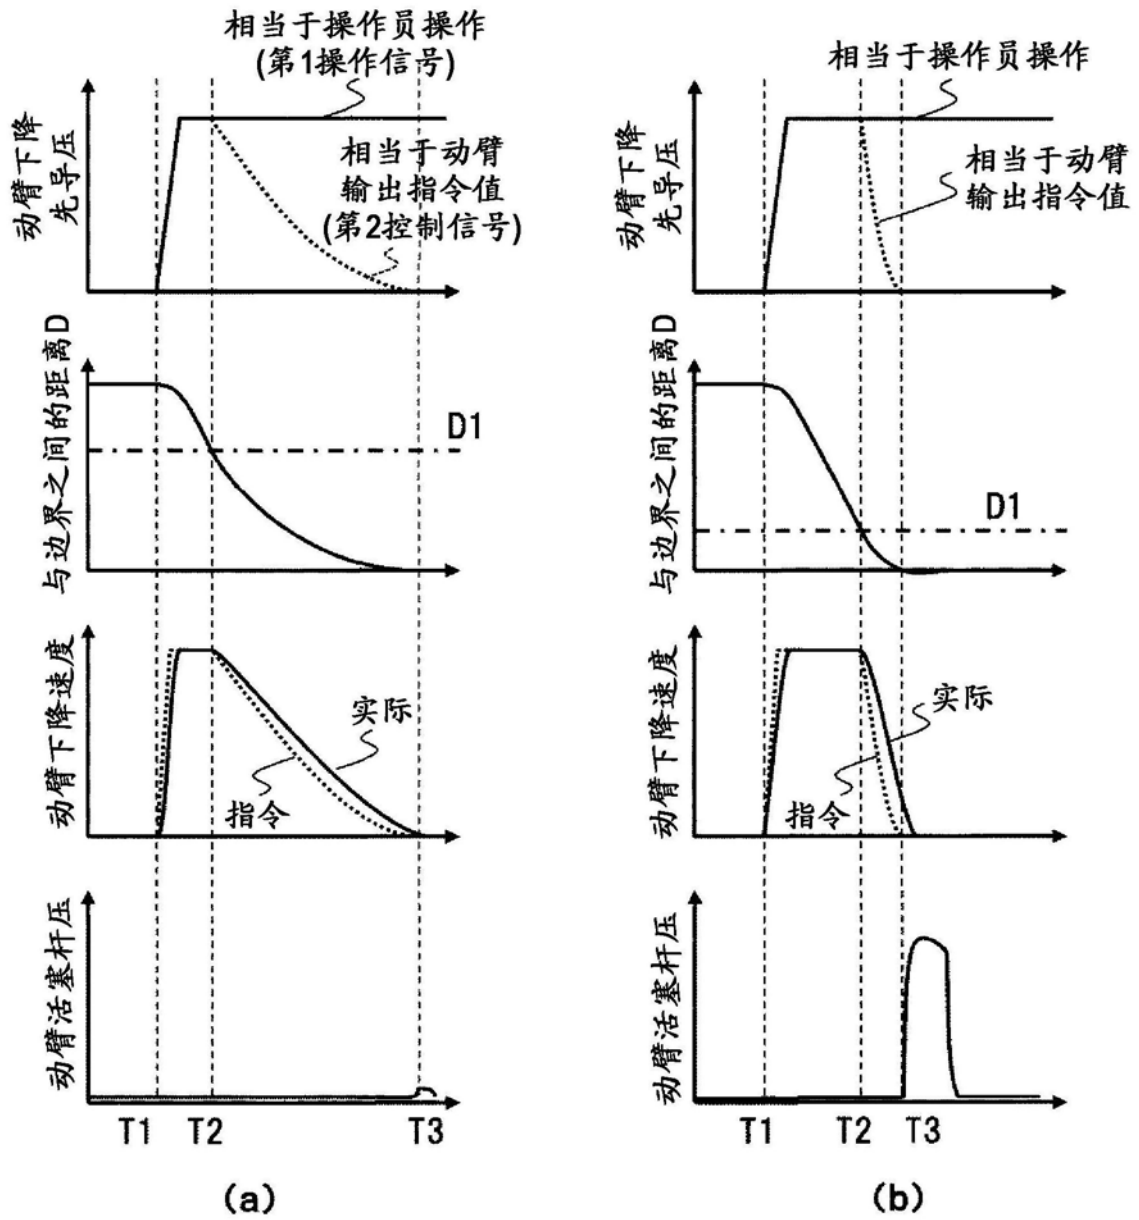 相当于操作员操作
(第1操作信号)
动臂下降
先导压
相当于动臂
输出指令值
(第2控制信号)
与边界之间的距离D
D1
动臂下降速度
实际
指令
动臂活塞杆压
T1 T2 T3
(a)
相当于操作员操作
动臂下降
先导压
相当于动臂
输出指令值
与边界之间的距离D
D1
动臂下降速度
实际
指令
动臂活塞杆压
T1 T2 T3
(b)